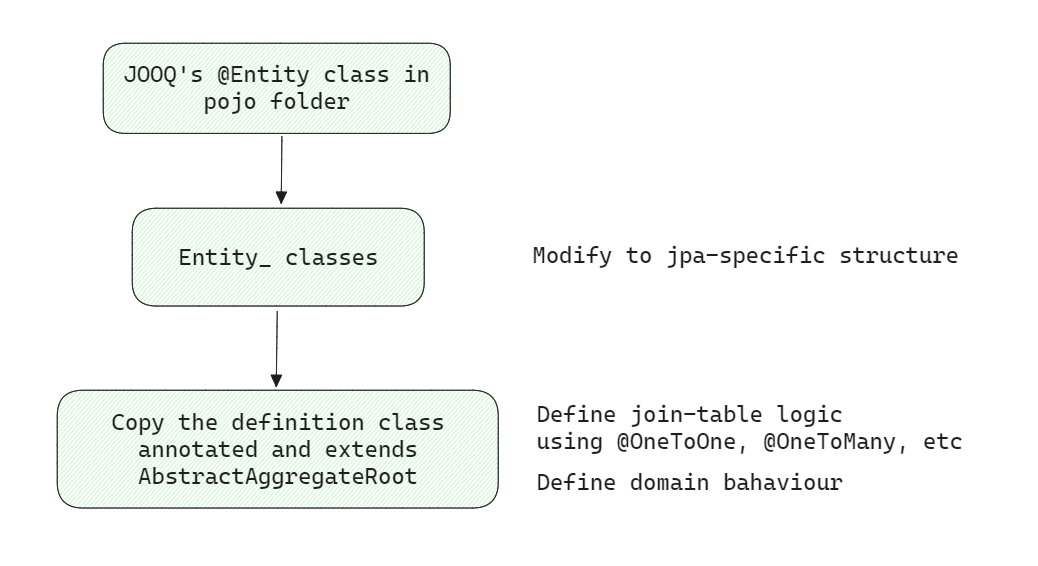 JOOQ's @Entity class in
pojo folder
Entity_ classes
Modify to jpa-specific structure
Copy the definition class
annotated and extends
AbstractAggregateRoot
Define join-table logic
using @OneToOne, @OneToMany, etc
Define domain bahaviour